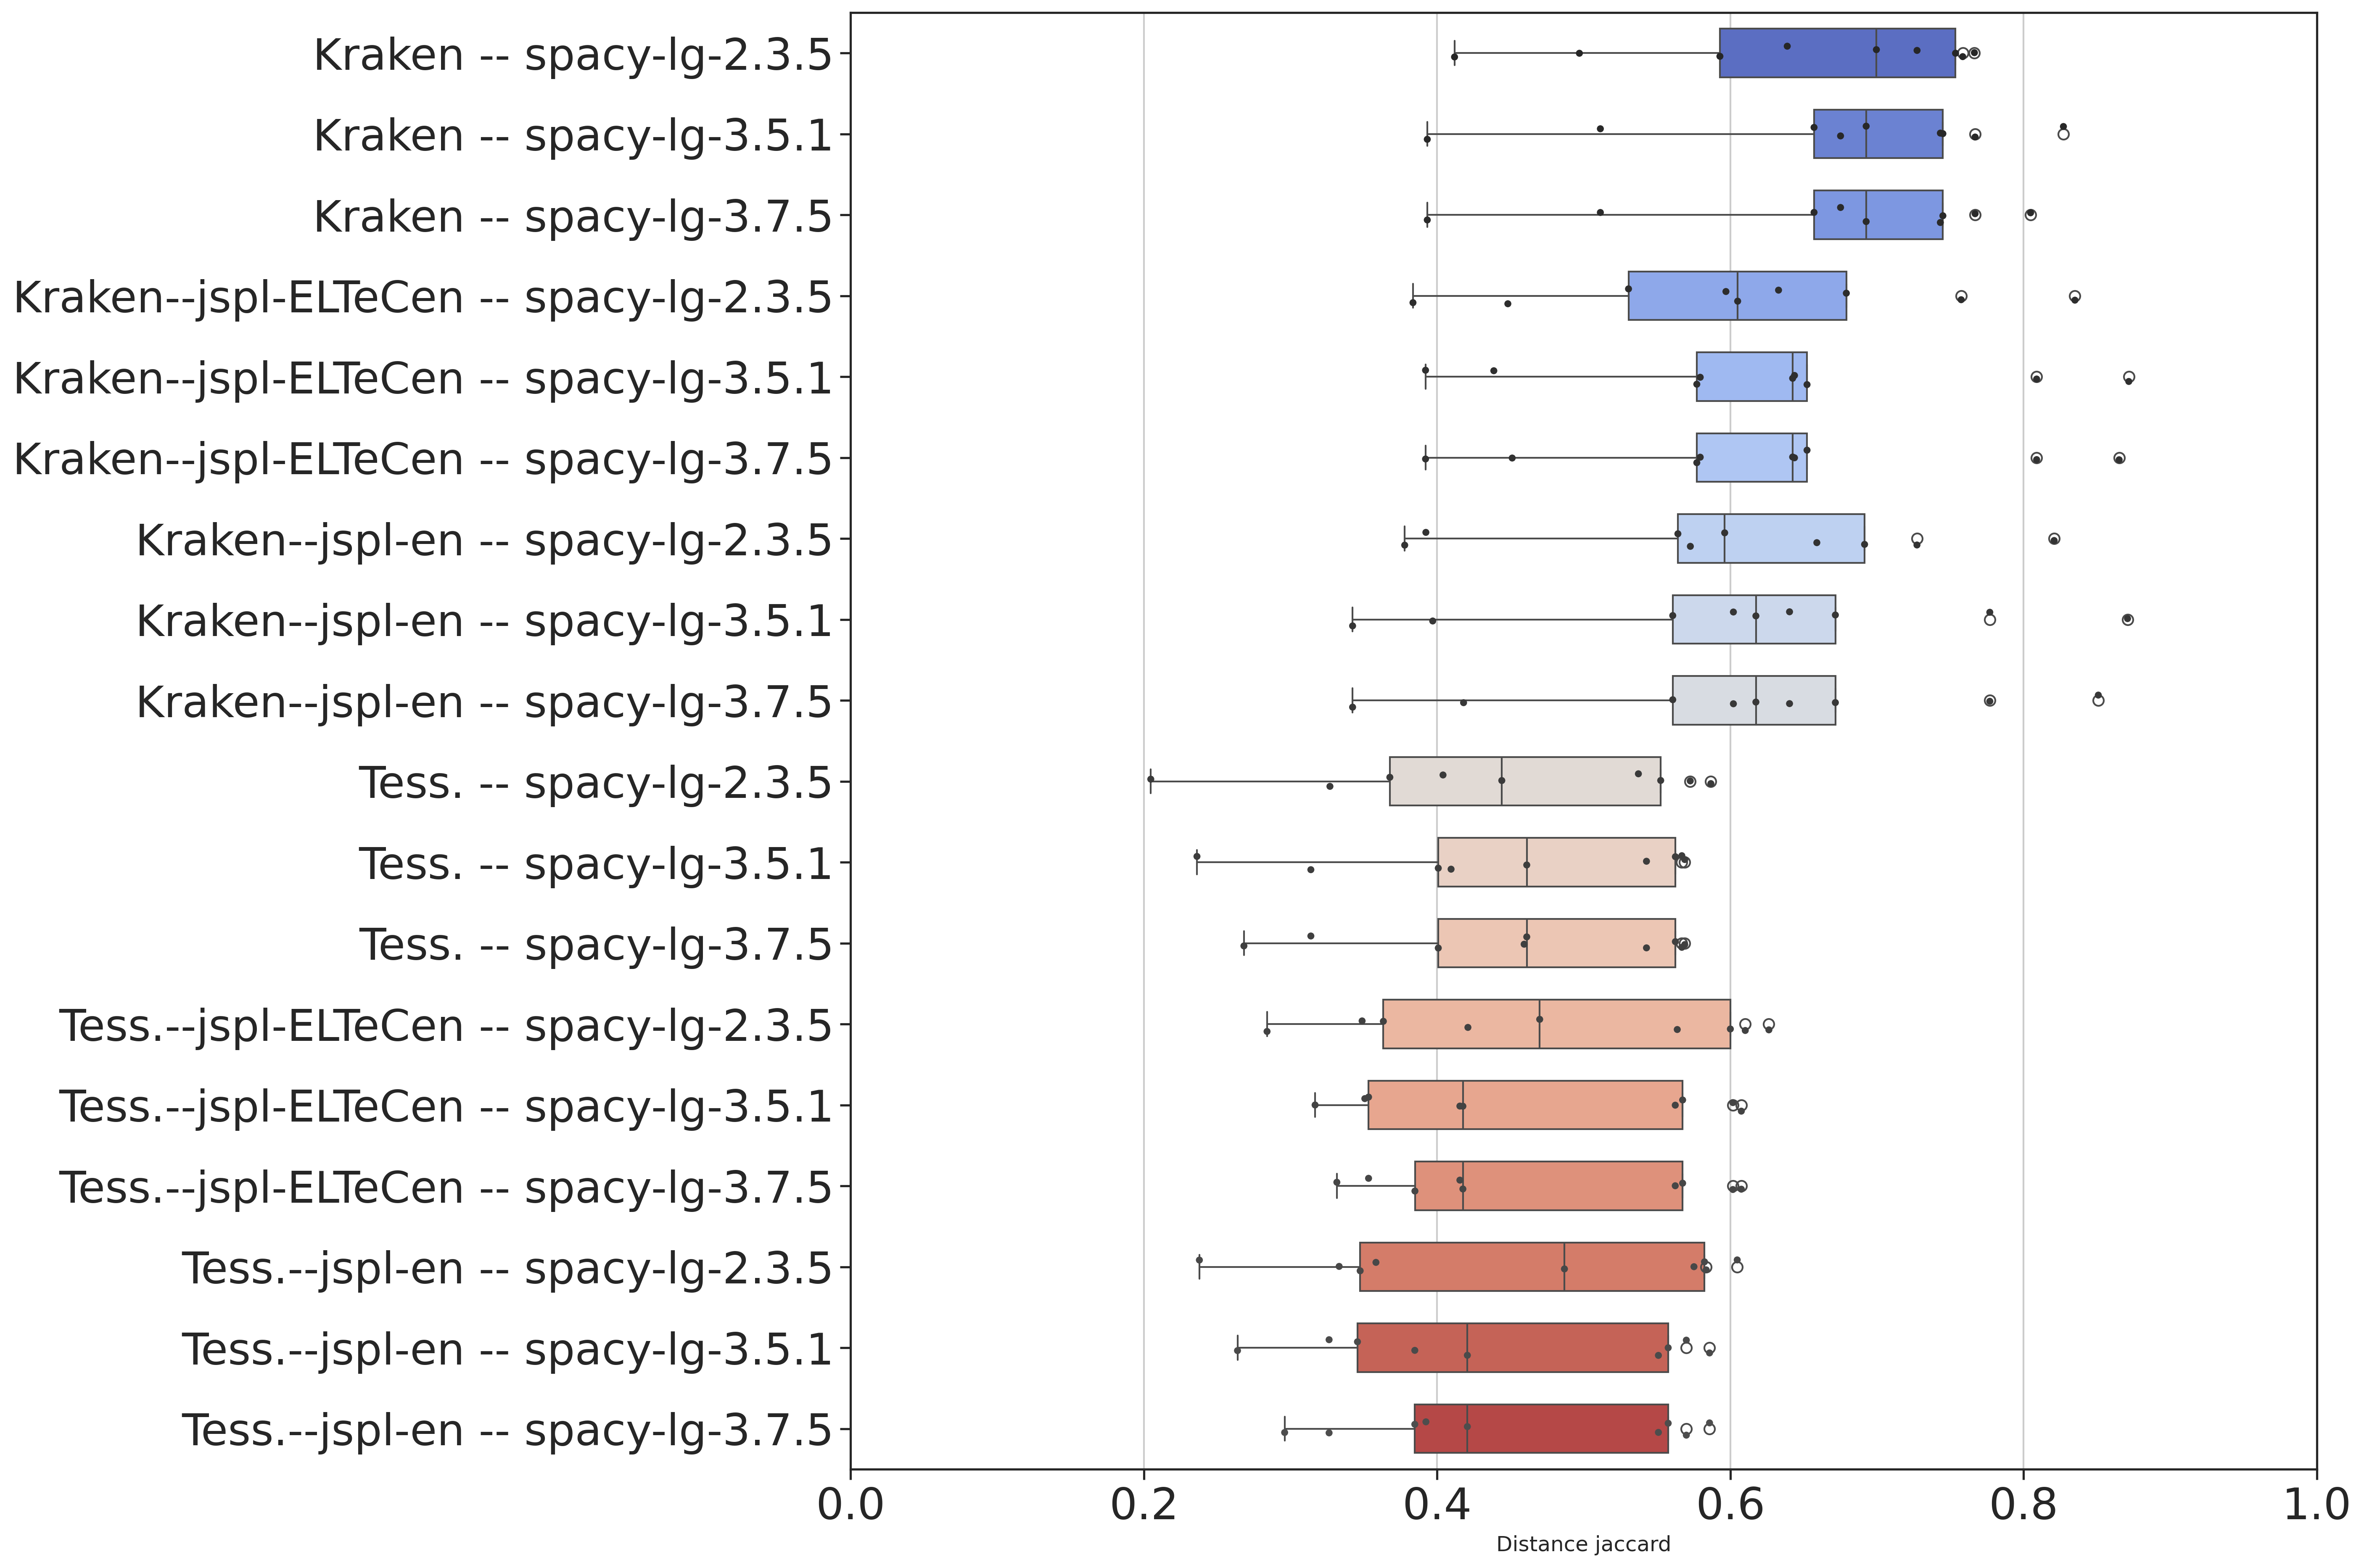 Kraken -- spacy-lg-2.3.5
Kraken -- spacy-lg-3.5.1
Kraken -- spacy-lg-3.7.5
Kraken--jspl-ELTeCen -- spacy-lg-2.3.5
Kraken--jspl-ELTeCen -- spacy-lg-3.5.1
Kraken--jspl-ELTeCen -- spacy-lg-3.7.5
Kraken--jspl-en -- spacy-lg-2.3.5
Kraken--jspl-en -- spacy-lg-3.5.1
Kraken--jspl-en -- spacy-lg-3.7.5
Tess. -- spacy-lg-2.3.5
Tess. -- spacy-lg-3.5.1
Tess. -- spacy-lg-3.7.5
Tess.--jspl-ELTeCen -- spacy-lg-2.3.5
Tess.--jspl-ELTeCen -- spacy-lg-3.5.1
Tess.--jspl-ELTeCen -- spacy-lg-3.7.5
Tess.--jspl-en -- spacy-lg-2.3.5
Tess.--jspl-en -- spacy-lg-3.5.1
Tess.--jspl-en -- spacy-lg-3.7.5
0.0 0.2 0.4 0.6 0.8 1.0
Distance jaccard